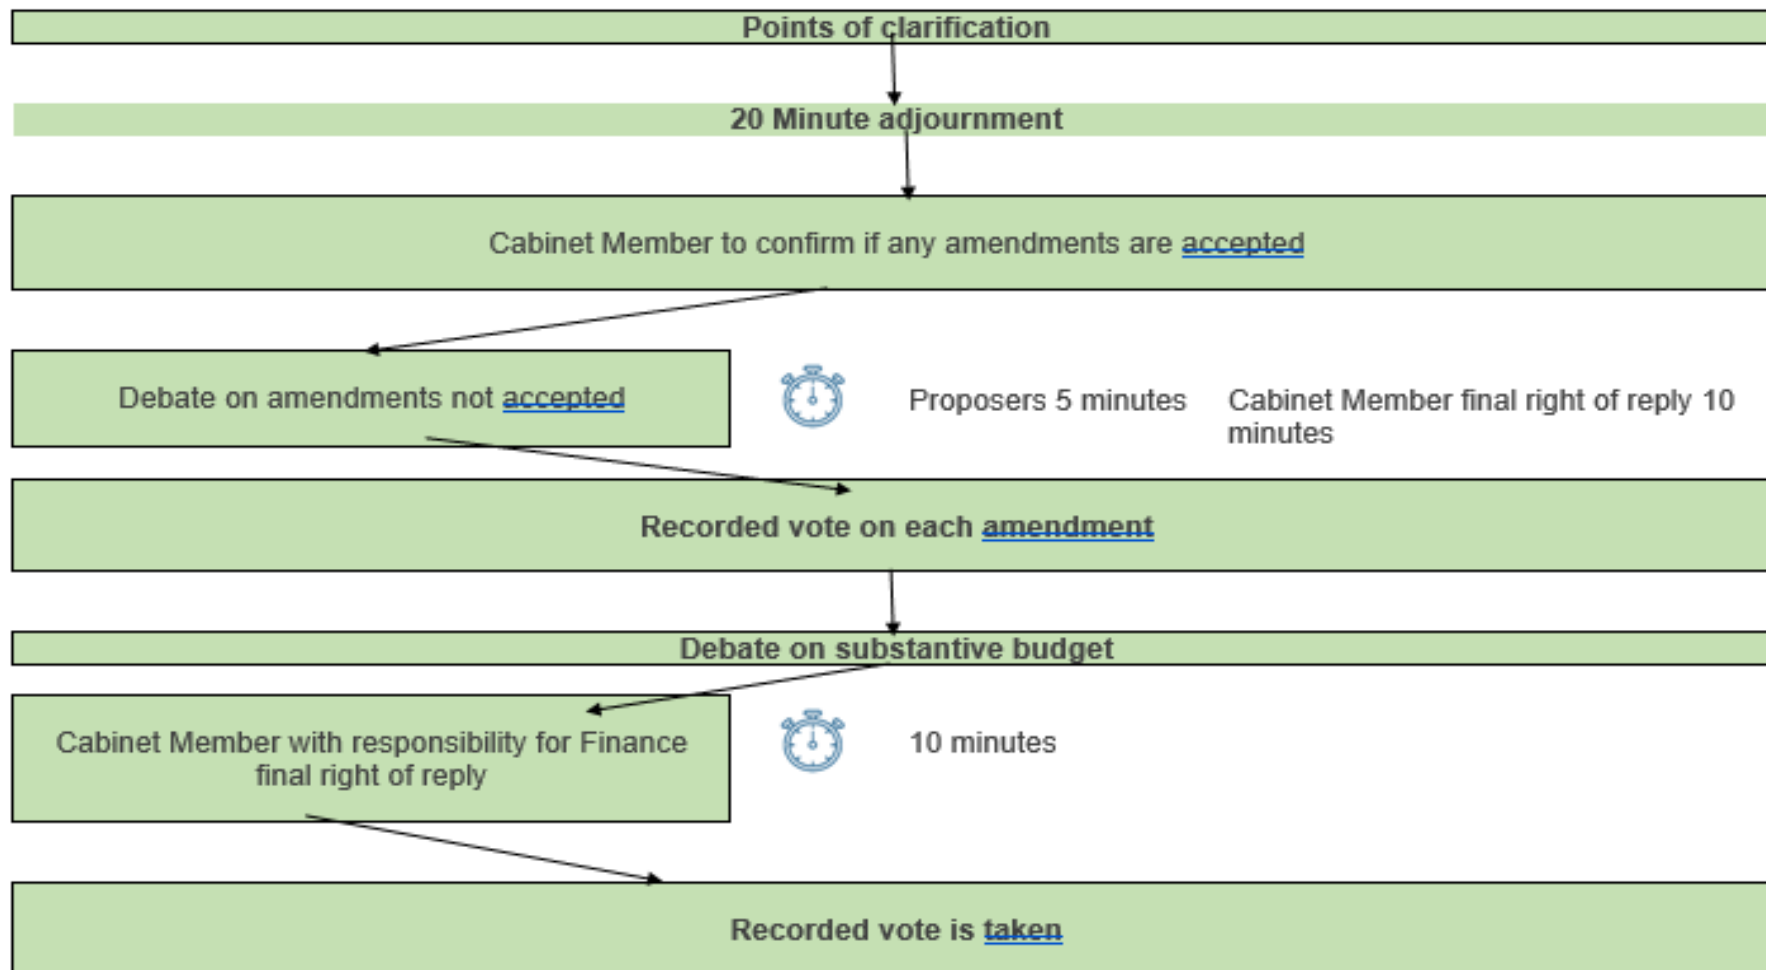 Points of clarification
20 Minute adjournment
Cabinet Member to confirm if any amendments are accepted
Debate on amendments not accepted
Proposers 5 minutes
Cabinet Member final right of reply 10
minutes
Recorded vote on each amendment
Debate on substantive budget
Cabinet Member with responsibility for Finance
final right of reply
10 minutes
Recorded vote is taken